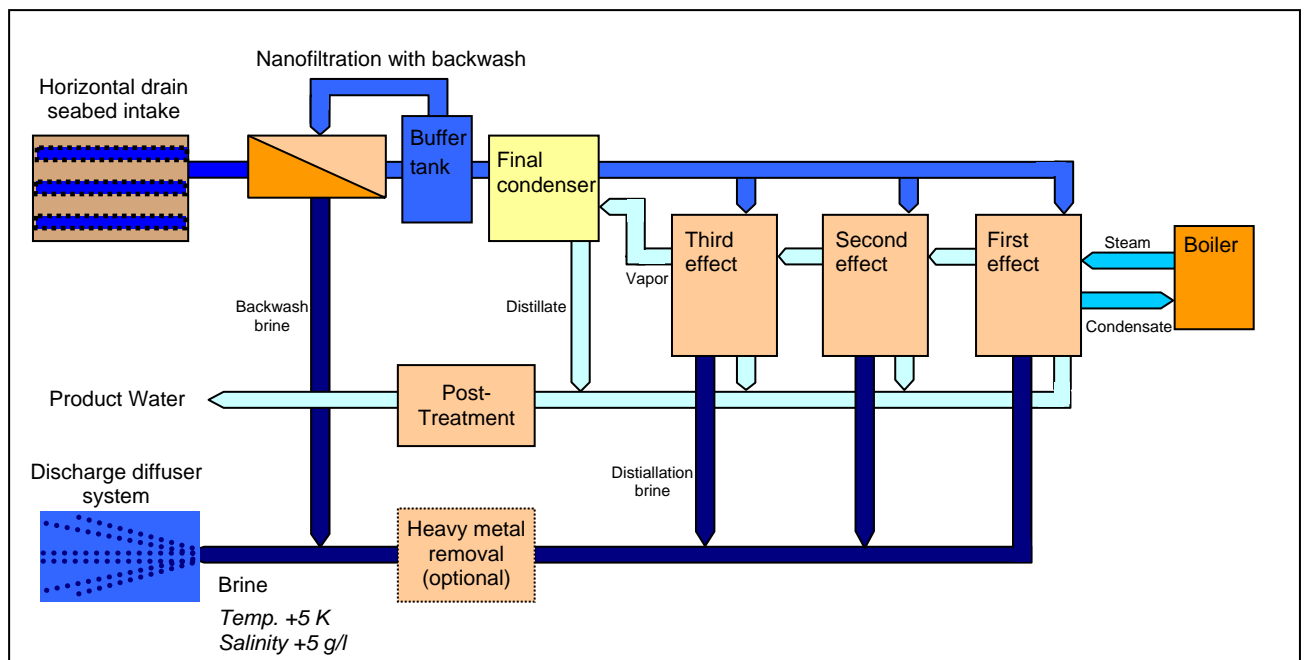 Nanofiltration with backwash
Horizontal drain
seabed intake
Buffer
tank
Final
condenser
Third
effect
Second
effect
First
effect
Steam
Boiler
Vapor
Condensate
Backwash
brine
Distillate
Product Water
Post-
Treatment
Discharge diffuser
system
Distiallation
brine
Heavy metal
removal
(optional)
Brine
Temp. +5 K
Salinity +5 g/l